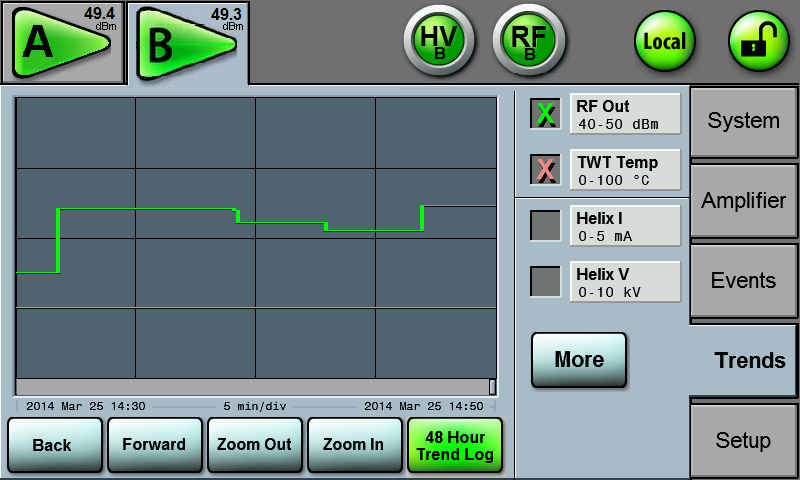 A
49.4
dBm
B
49.3
dBm
HV
B
RF
B
Local
X
RF Out
40-50 dBm
X
TWT Temp
0-100 °C
Helix I
0-5 mA
Helix V
0-10 kV
More
System
Amplifier
Events
Trends
Setup
2014 Mar 25 14:30
5 min/div
2014 Mar 25 14:50
Back
Forward
Zoom Out
Zoom In
48 Hour
Trend Log